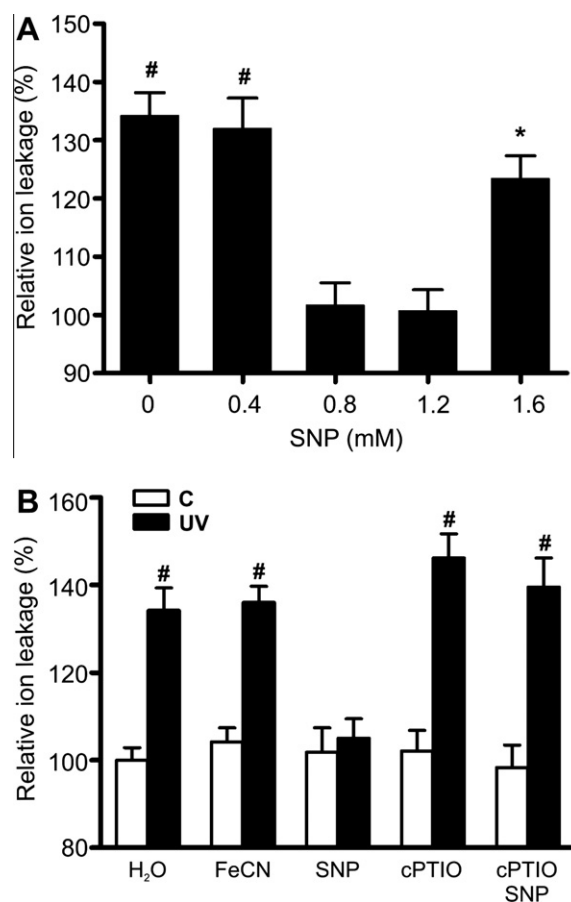 A
150
140
130
120
110
100
90
Relative ion leakage (%)
# # *
0 0.4 0.8 1.2 1.6
SNP (mM)
B
C
UV
160
140
120
100
80
Relative ion leakage (%)
# # # #
H₂O FeCN SNP cPTIO cPTIO
SNP